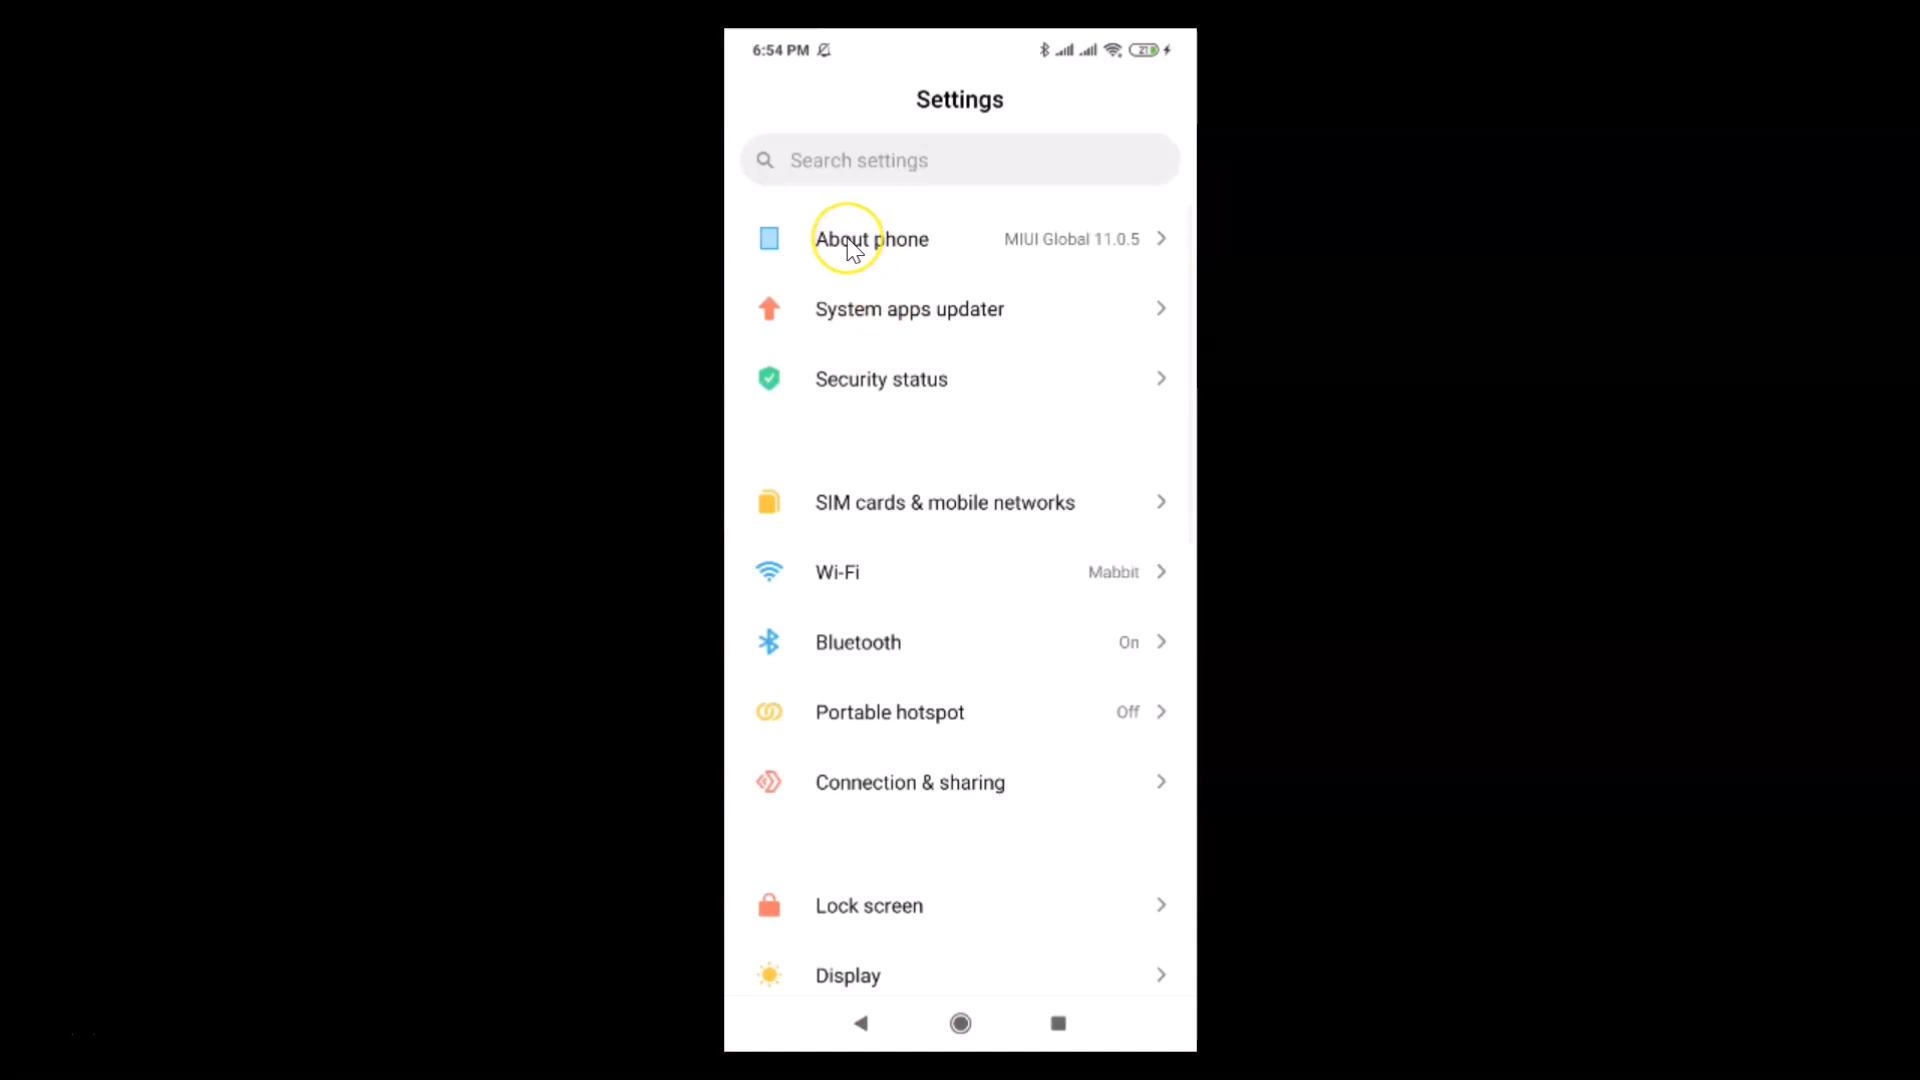 6:54 PM
21
Settings
Search settings
About phone MIUI Global 11.0.5
System apps updater
Security status
SIM cards & mobile networks
Wi-Fi Mabbit
Bluetooth On
Portable hotspot Off
Connection & sharing
Lock screen
Display